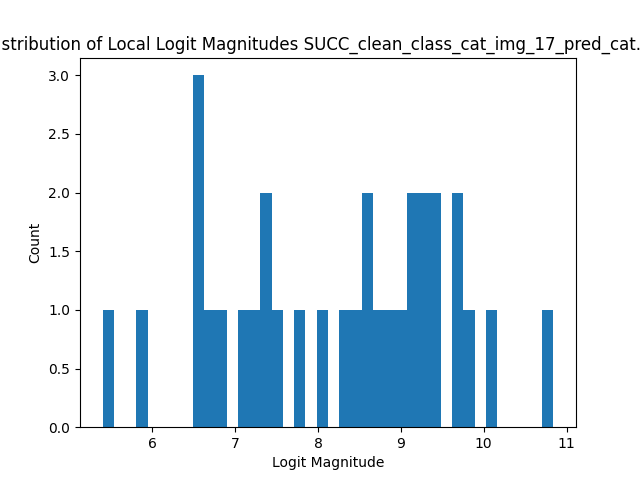 stribution of Local Logit Magnitudes SUCC_clean_class_cat_img_17_pred_cat.
3.0
2.5
2.0
1.5
1.0
0.5
0.0
Count
6 7 8 9 10 11
Logit Magnitude